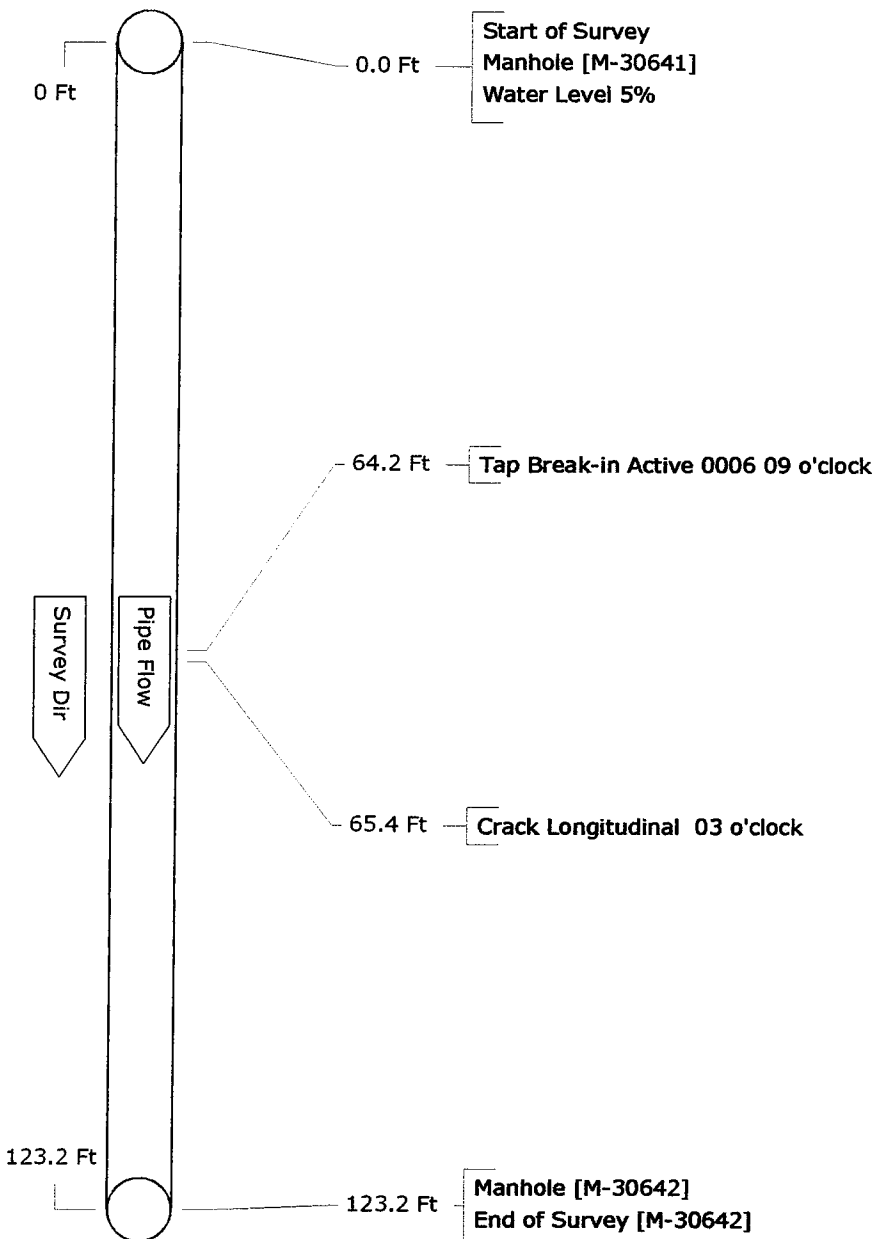 Start of Survey
0.0 Ft
Manhole [M-30641]
0 Ft
Water Level 5%
64.2 Ft
Tap Break-in Active 0006 09 o'clock
Survey Dir
Pipe Flow
65.4 Ft
Crack Longitudinal 03 o'clock
123.2 Ft
123.2 Ft
Manhole [M-30642]
End of Survey [M-30642]